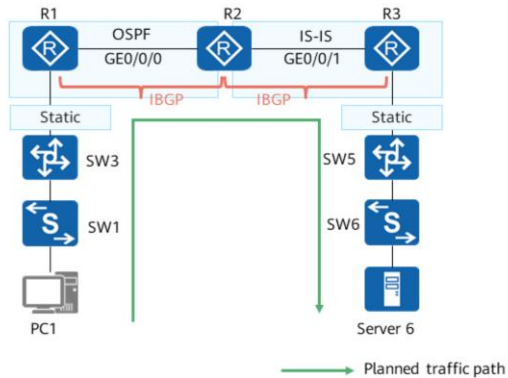 R1 R2 R3
OSPF IS-IS
R R R
GE0/0/0 GE0/0/1
IBGP IBGP
Static Static
SW3 SW5
S SW1 SW6 S
PC1 Server 6
Planned traffic path